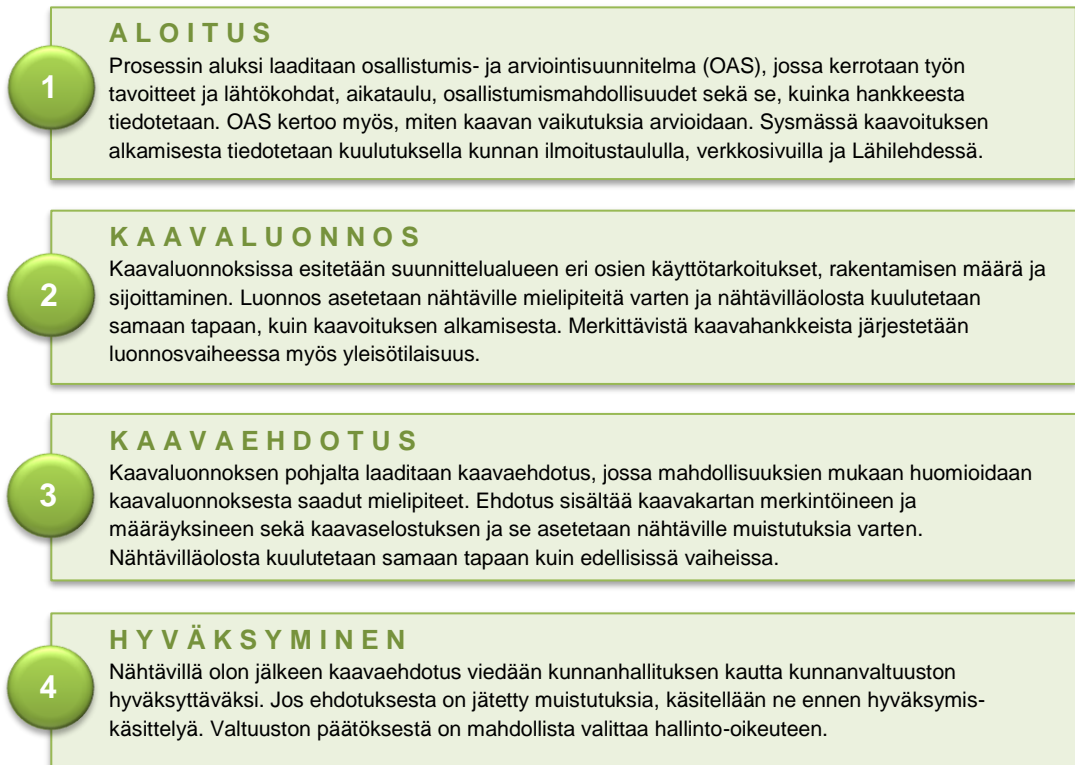 ALOITUS
1
Prosessin aluksi laaditaan osallistumis- ja arviointisuunnitelma (OAS), jossa kerrotaan työn
tavoitteet ja lähtökohdat, aikataulu, osallistumismahdollisuudet sekä se, kuinka hankkeesta
tiedotetaan. OAS kertoo myös, miten kaavan vaikutuksia arvioidaan. Sysmässä kaavoituksen
alkamisesta tiedotetaan kuulutuksella kunnan ilmoitustaululla, verkkosivuilla ja Lähilehdessä.
KAAVALUONNOS
2
Kaavaluonnoksissa esitetään suunnittelualueen eri osien käyttötarkoitukset, rakentamisen määrä ja
sijoittaminen. Luonnos asetetaan nähtäville mielipiteitä varten ja nähtävilläolosta kuulutetaan
samaan tapaan, kuin kaavoituksen alkamisesta. Merkittävistä kaavahankkeista järjestetään
luonnosvaiheessa myös yleisötilaisuus.
KAAVAEHDOTUS
3
Kaavaluonnoksen pohjalta laaditaan kaavaehdotus, jossa mahdollisuuksien mukaan huomioidaan
kaavaluonnoksesta saadut mielipiteet. Ehdotus sisältää kaavakartan merkintöineen ja
määräyksineen sekä kaavaselostuksen ja se asetetaan nähtäville muistutuksia varten.
Nähtävilläolosta kuulutetaan samaan tapaan kuin edellisissä vaiheissa.
HYVÄKSYMINEN
4
Nähtävillä olon jälkeen kaavaehdotus viedään kunnanhallituksen kautta kunnanvaltuuston
hyväksyttäväksi. Jos ehdotuksesta on jätetty muistutuksia, käsitellään ne ennen hyväksymis-
käsittelyä. Valtuuston päätöksestä on mahdollista valittaa hallinto-oikeuteen.